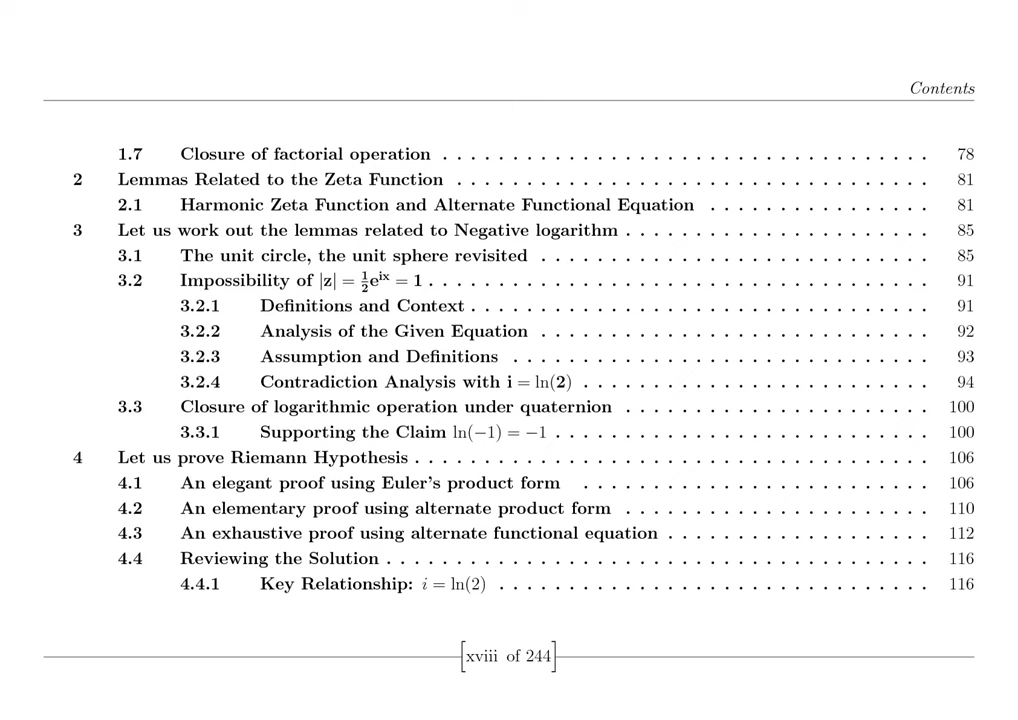 Contents
1.7 Closure of factorial operation . . . . . . . . . . . . . . . . . . . . . . . . . . . . . . . . . . . 78
2 Lemmas Related to the Zeta Function . . . . . . . . . . . . . . . . . . . . . . . . . . . . . . . . . . 81
2.1 Harmonic Zeta Function and Alternate Functional Equation . . . . . . . . . . . . . . . . 81
3 Let us work out the lemmas related to Negative logarithm . . . . . . . . . . . . . . . . . . . . . . 85
3.1 The unit circle, the unit sphere revisited . . . . . . . . . . . . . . . . . . . . . . . . . . . . 85
3.2 Impossibility of |z| = ½e^ix = 1 . . . . . . . . . . . . . . . . . . . . . . . . . . . . . . . . . . . . 91
3.2.1 Definitions and Context . . . . . . . . . . . . . . . . . . . . . . . . . . . . . . . . . 91
3.2.2 Analysis of the Given Equation . . . . . . . . . . . . . . . . . . . . . . . . . . . . 92
3.2.3 Assumption and Definitions . . . . . . . . . . . . . . . . . . . . . . . . . . . . . . 93
3.2.4 Contradiction Analysis with i = ln(2) . . . . . . . . . . . . . . . . . . . . . . . . . 94
3.3 Closure of logarithmic operation under quaternion . . . . . . . . . . . . . . . . . . . . . . 100
3.3.1 Supporting the Claim ln(−1) = −1 . . . . . . . . . . . . . . . . . . . . . . . . . . . 100
4 Let us prove Riemann Hypothesis . . . . . . . . . . . . . . . . . . . . . . . . . . . . . . . . . . . . . 106
4.1 An elegant proof using Euler's product form . . . . . . . . . . . . . . . . . . . . . . . . . 106
4.2 An elementary proof using alternate product form . . . . . . . . . . . . . . . . . . . . . . 110
4.3 An exhaustive proof using alternate functional equation . . . . . . . . . . . . . . . . . . . 112
4.4 Reviewing the Solution . . . . . . . . . . . . . . . . . . . . . . . . . . . . . . . . . . . . . . . 116
4.4.1 Key Relationship: i = ln(2) . . . . . . . . . . . . . . . . . . . . . . . . . . . . . . . 116
[xviii of 244]